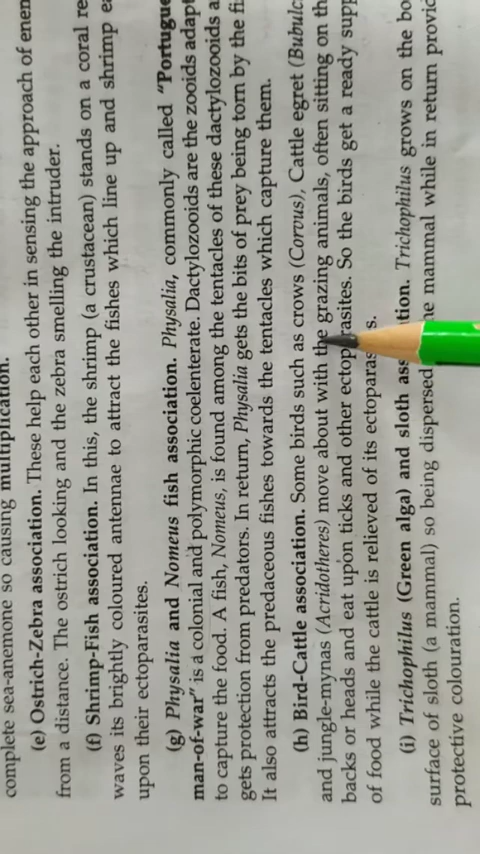 complete sea-anemone so causing multiplication.
(e) Ostrich-Zebra association. These help each other in sensing the approach of
from a distance. The ostrich looking and the zebra smelling the intruder.
(f) Shrimp-Fish association. In this, the shrimp (a crustacean) stands on a coral
waves its brightly coloured antennae to attract the fishes which line up and shrimp
upon their ectoparasites.
(g) Physalia and Nomeus fish association. Physalia, commonly called "Portugue
man-of-war" is a colonial and polymorphic coelenterate. Dactylozooids are the zooids adapt
to capture the food. A fish, Nomeus, is found among the tentacles of these dactylozooids
gets protection from predators. In return, Physalia gets the bits of prey being torn by the
It also attracts the predaceous fishes towards the tentacles which capture them.
(h) Bird-Cattle association. Some birds such as crows (Corvus), Cattle egret (Bubulc
and jungle-mynas (Acridotheres) move about with the grazing animals, often sitting on
backs or heads and eat upon ticks and other ectoparasites. So the birds get a ready supp
of food while the cattle is relieved of its
(i) Trichophilus (Green alga) and sloth Trichophilus grows on the
surface of sloth (a mammal) so being dispersed mammal while in return
protective colouration.